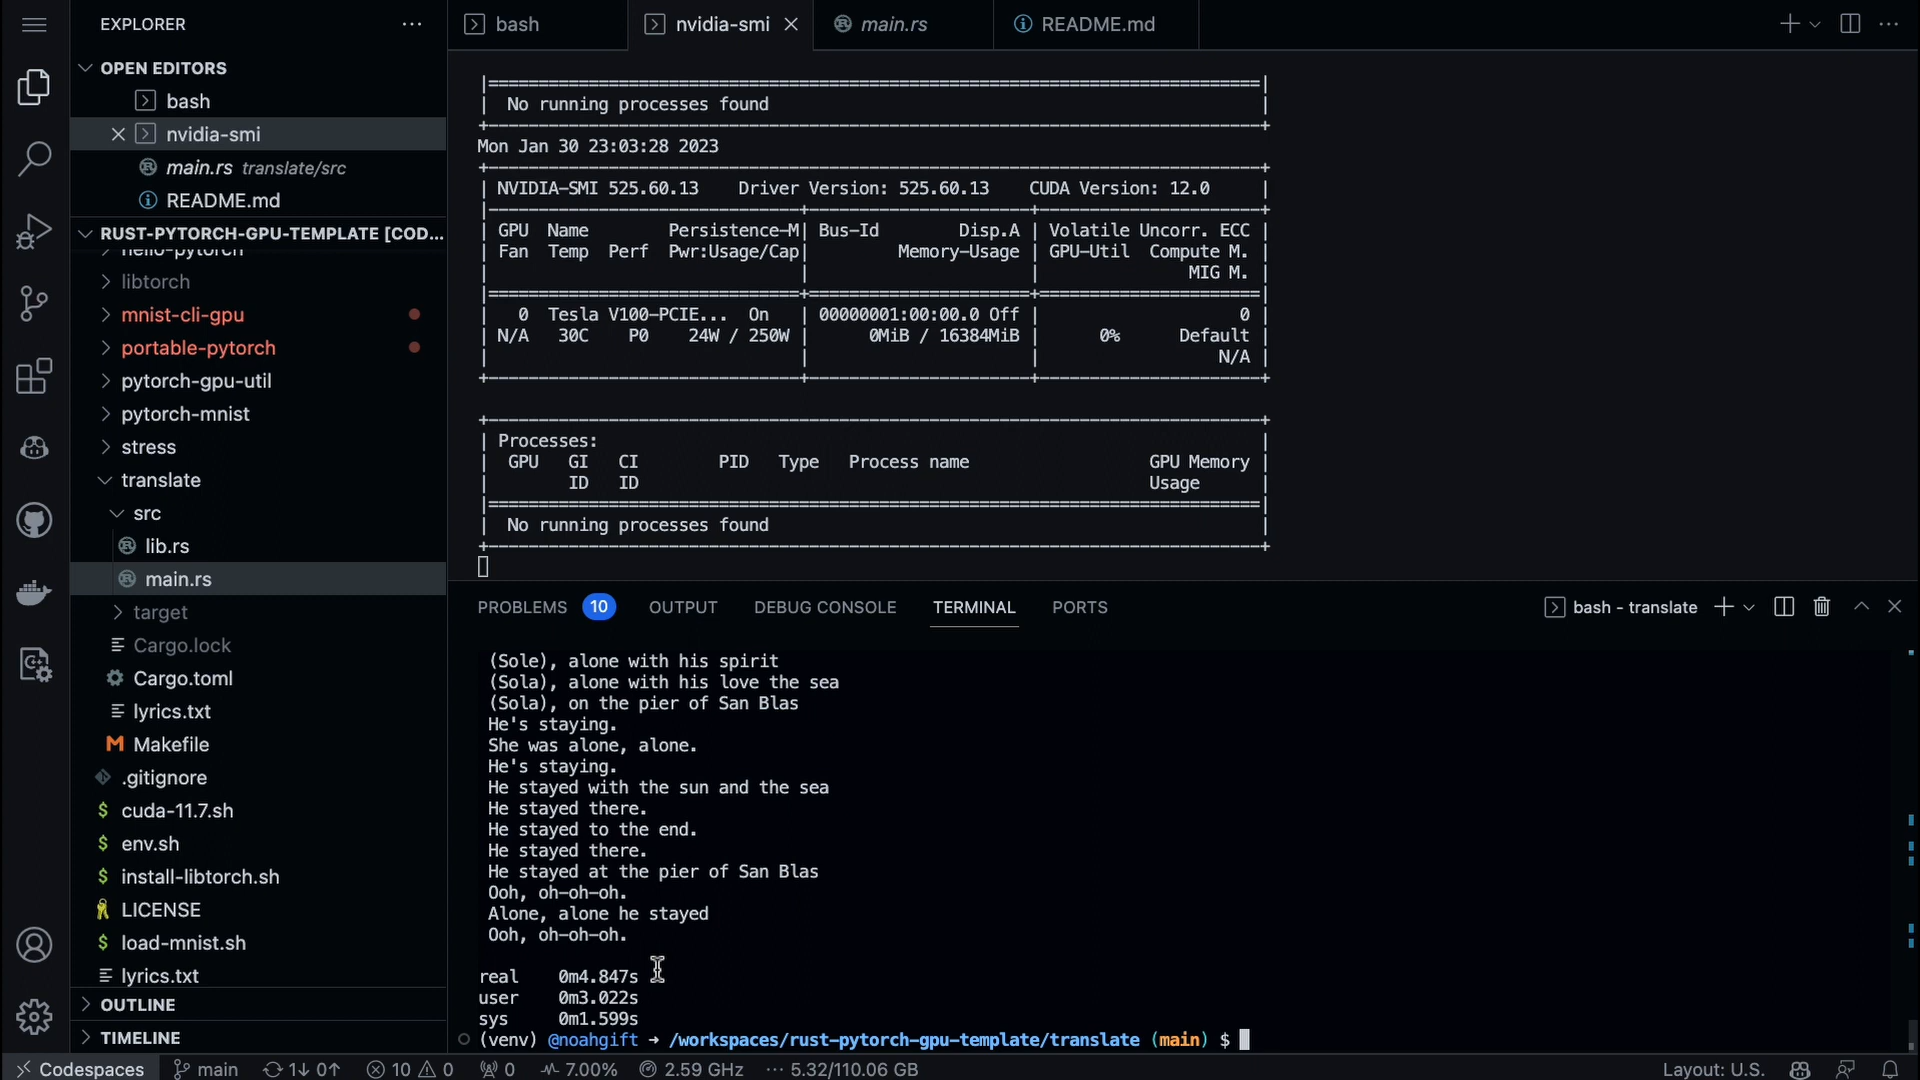 EXPLORER
OPEN EDITORS
bash
nvidia-smi
main.rs translate/src
README.md
RUST-PYTORCH-GPU-TEMPLATE [COD...
hello-pytorch
libtorch
mnist-cli-gpu
portable-pytorch
pytorch-gpu-util
pytorch-mnist
stress
translate
src
lib.rs
main.rs
target
Cargo.lock
Cargo.toml
lyrics.txt
Makefile
.gitignore
cuda-11.7.sh
env.sh
install-libtorch.sh
LICENSE
load-mnist.sh
lyrics.txt
OUTLINE
TIMELINE
bash
nvidia-smi
main.rs
README.md
No running processes found
Mon Jan 30 23:03:28 2023
NVIDIA-SMI 525.60.13 Driver Version: 525.60.13 CUDA Version: 12.0
GPU Name Persistence-M| Bus-Id Disp.A | Volatile Uncorr. ECC
Fan Temp Perf Pwr:Usage/Cap| Memory-Usage | GPU-Util Compute M.
MIG M.
0 Tesla V100-PCIE... On | 00000001:00:00.0 Off | 0
N/A 30C P0 24W / 250W | 0MiB / 16384MiB | 0% Default
N/A
Processes:
GPU GI CI PID Type Process name GPU Memory
ID ID Usage
No running processes found
PROBLEMS 10 OUTPUT DEBUG CONSOLE TERMINAL PORTS
bash - translate
(Sole), alone with his spirit
(Sola), alone with his love the sea
(Sola), on the pier of San Blas
He's staying.
She was alone, alone.
He's staying.
He stayed with the sun and the sea
He stayed there.
He stayed to the end.
He stayed there.
He stayed at the pier of San Blas
Ooh, oh-oh-oh.
Alone, alone he stayed
Ooh, oh-oh-oh.
real 0m4.847s
user 0m3.022s
sys 0m1.599s
(venv) @noahgift ➜ /workspaces/rust-pytorch-gpu-template/translate (main) $
Codespaces main 1↓ 0↑ 10 0 0 7.00% 2.59 GHz 5.32/110.06 GB Layout: U.S.